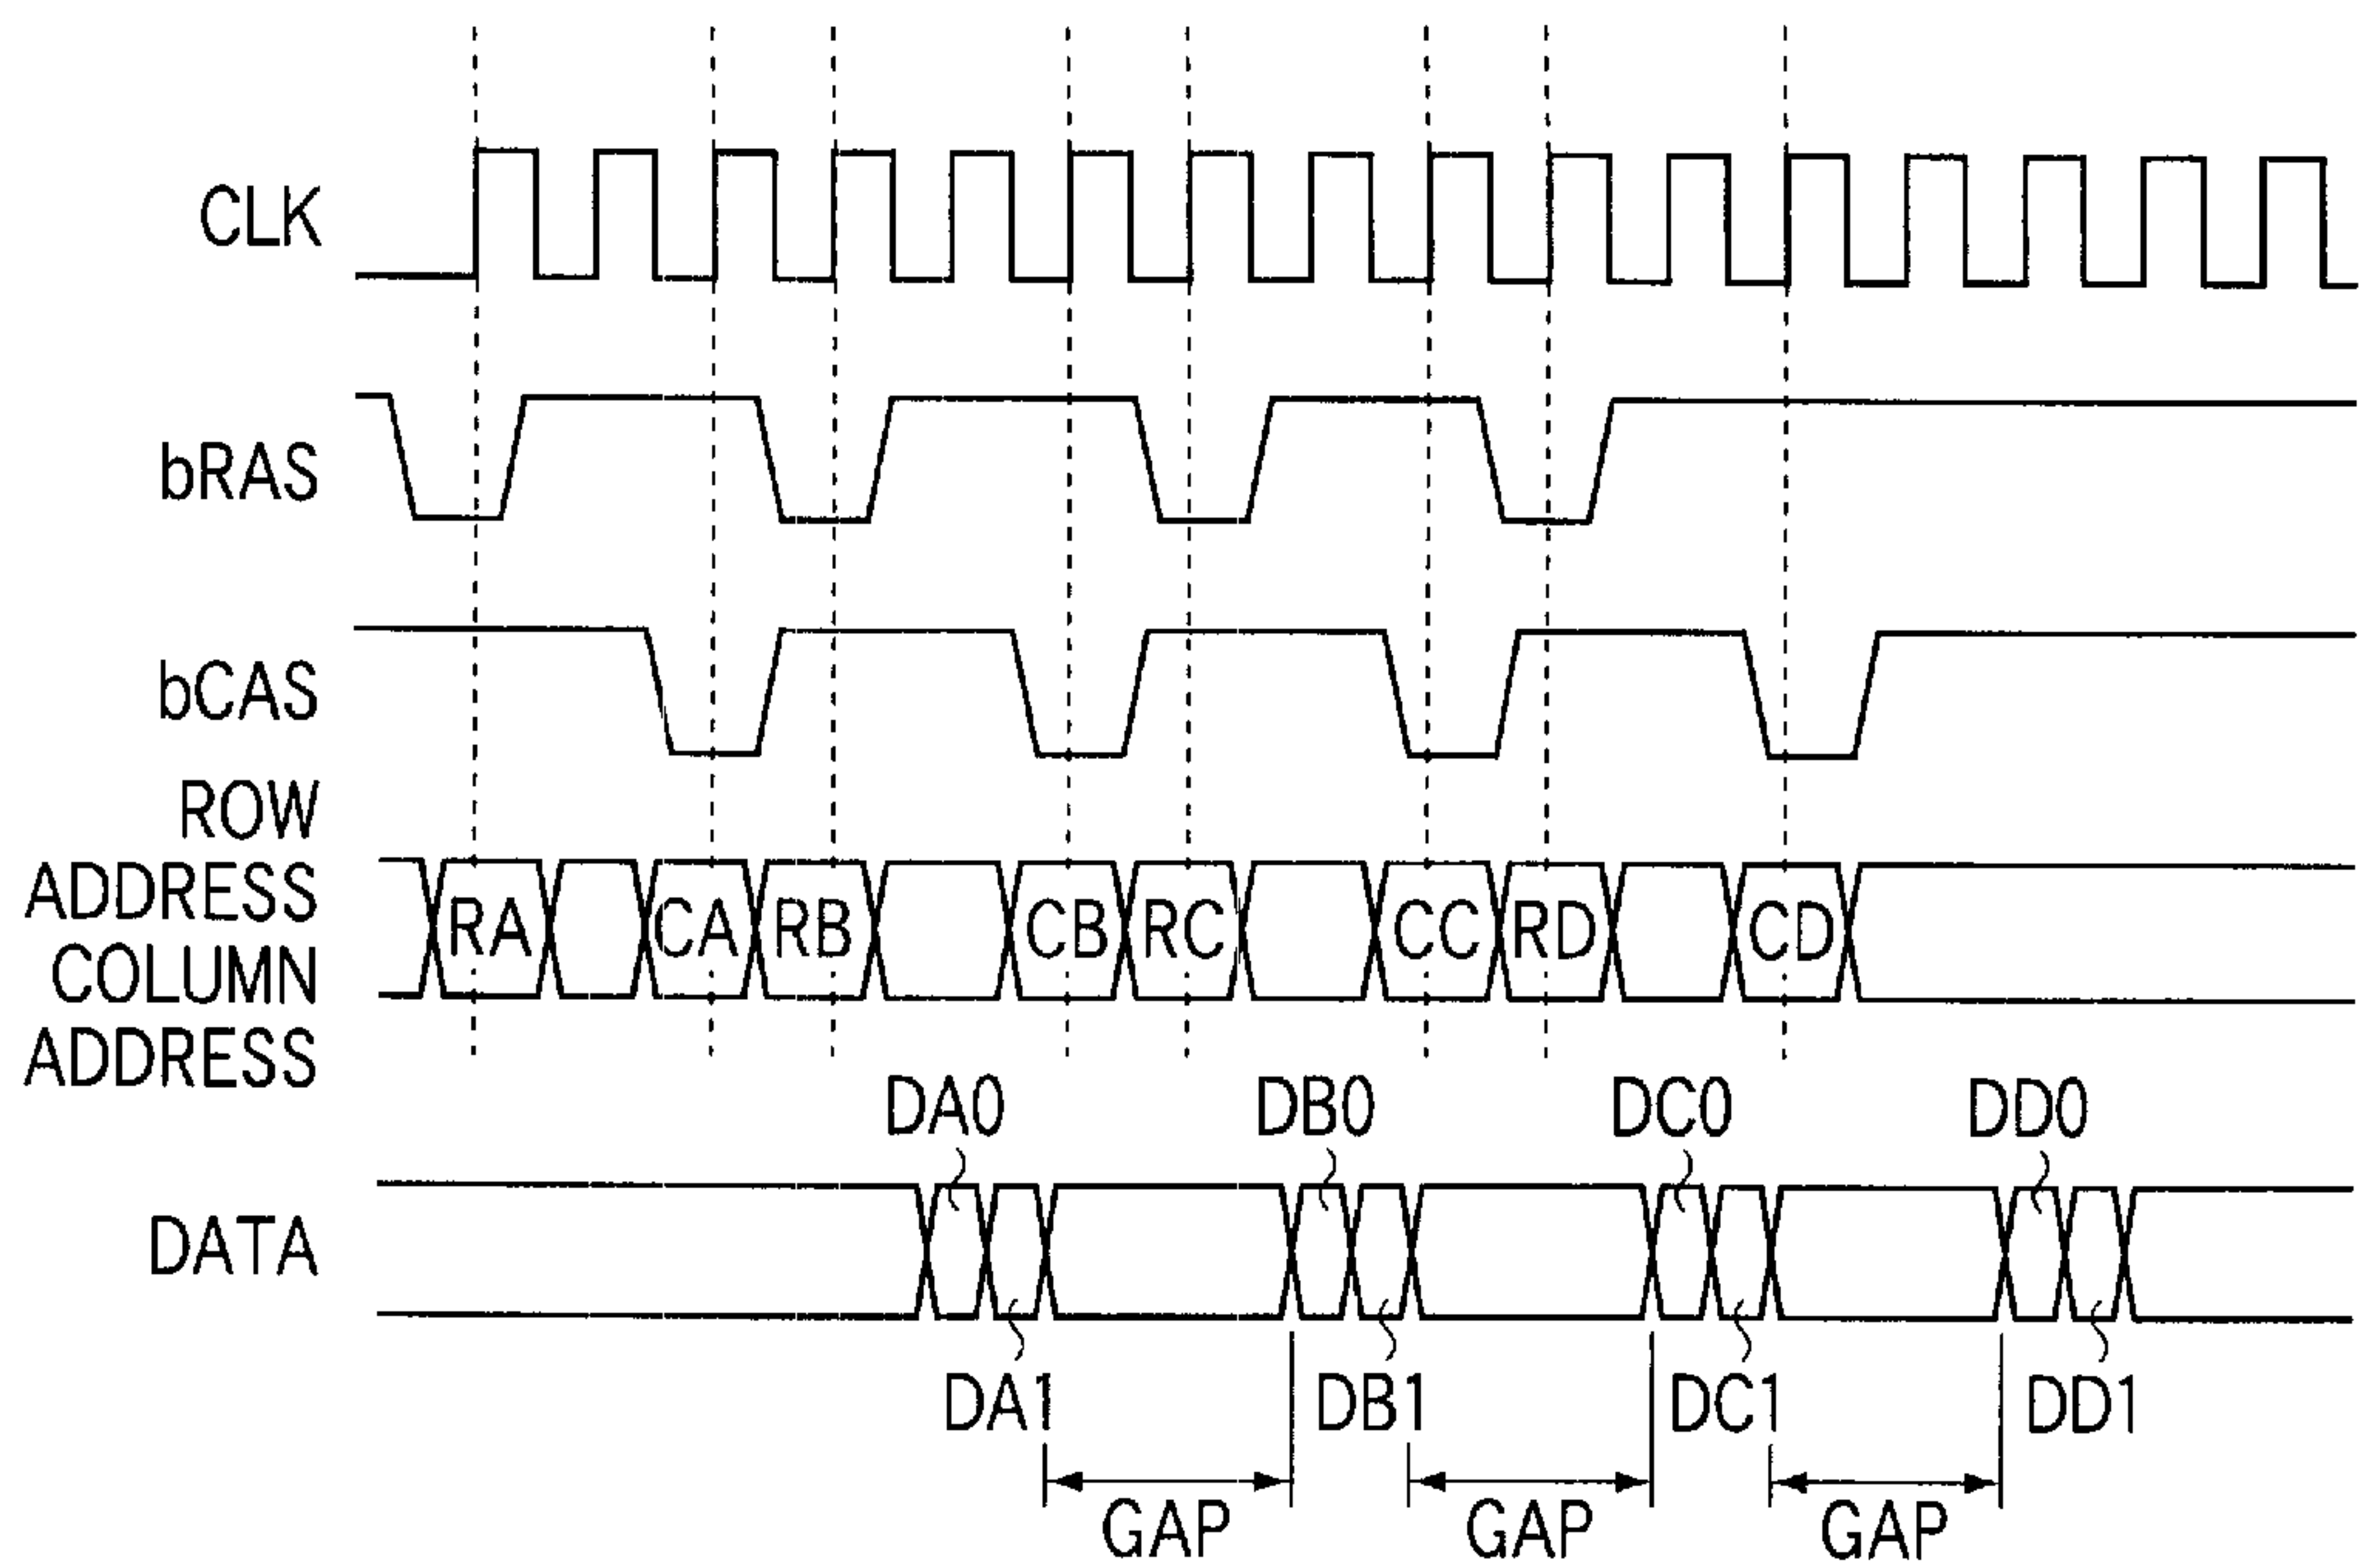 CLK
bRAS
bCAS
ROW
ADDRESS
COLUMN
ADDRESS
RA CA RB CB RC CC RD CD
DA0 DB0 DC0 DD0
DATA
DA1 DB1 DC1 DD1
GAP GAP GAP